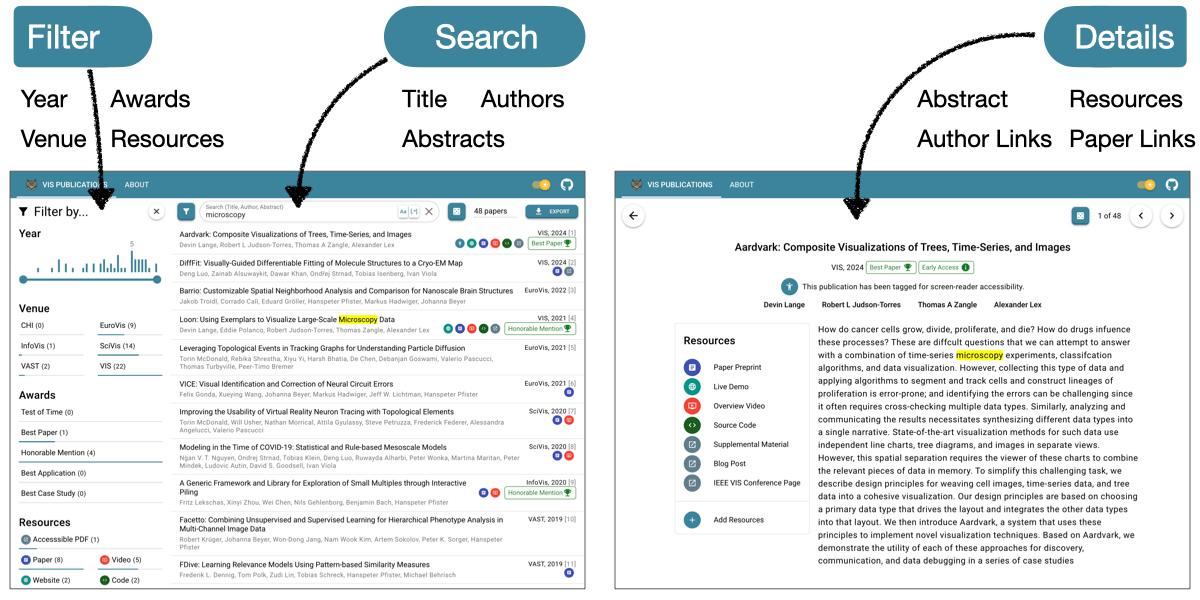 Filter
Search
Details
Year Awards
Venue Resources
Title Authors
Abstracts
Abstract Resources
Author Links Paper Links
VIS PUBLICATIONS ABOUT
Filter by...
Year
5
Venue
CHI (0) EuroVis (9)
InfoVis (1) SciVis (14)
VAST (2) VIS (22)
Awards
Test of Time (0)
Best Paper (1)
Honorable Mention (4)
Best Application (0)
Best Case Study (0)
Resources
Accesssible PDF (1)
Paper (8) Video (5)
Website (2) Code (2)
Search (Title, Author, Abstract)
microscopy
Aa
48 papers
EXPORT
Aardvark: Composite Visualizations of Trees, Time-Series, and Images VIS, 2024 [1]
Devin Lange, Robert L Judson-Torres, Thomas A Zangle, Alexander Lex Best Paper
DiffFit: Visually-Guided Differentiable Fitting of Molecule Structures to a Cryo-EM Map VIS, 2024 [2]
Deng Luo, Zainab Alsuwaykit, Dawar Khan, Ondřej Strnad, Tobias Isenberg, Ivan Viola
Barrio: Customizable Spatial Neighborhood Analysis and Comparison for Nanoscale Brain Structures EuroVis, 2022 [3]
Jakob Troidl, Corrado Calì, Eduard Gröller, Hanspeter Pfister, Markus Hadwiger, Johanna Beyer
Loon: Using Exemplars to Visualize Large-Scale Microscopy Data VIS, 2021 [4]
Devin Lange, Eddie Polanco, Robert Judson-Torres, Thomas Zangle, Alexander Lex Honorable Mention
Leveraging Topological Events in Tracking Graphs for Understanding Particle Diffusion EuroVis, 2021 [5]
Torin McDonald, Rebika Shrestha, Xiyu Yi, Harsh Bhatia, De Chen, Debanjan Goswami, Valerio Pascucci,
Thomas Turbyville, Peer-Timo Bremer
VICE: Visual Identification and Correction of Neural Circuit Errors EuroVis, 2021 [6]
Felix Gonda, Xueying Wang, Johanna Beyer, Markus Hadwiger, Jeff W. Lichtman, Hanspeter Pfister
Improving the Usability of Virtual Reality Neuron Tracing with Topological Elements SciVis, 2020 [7]
Torin McDonald, Will Usher, Nathan Morrical, Attila Gyulassy, Steve Petruzza, Frederick Federer, Alessandra
Angelucci, Valerio Pascucci
Modeling in the Time of COVID-19: Statistical and Rule-based Mesoscale Models SciVis, 2020 [8]
Ngan V. T. Nguyen, Ondřej Strnad, Tobias Klein, Deng Luo, Ruwayda Alharbi, Peter Wonka, Martina Maritan, Peter
Mindek, Ludovic Autin, David S. Goodsell, Ivan Viola
A Generic Framework and Library for Exploration of Small Multiples through Interactive InfoVis, 2020 [9]
Piling Honorable Mention
Fritz Lekschas, Xinyi Zhou, Wei Chen, Nils Gehlenborg, Benjamin Bach, Hanspeter Pfister
Facetto: Combining Unsupervised and Supervised Learning for Hierarchical Phenotype Analysis in VAST, 2019 [10]
Multi-Channel Image Data
Robert Krüger, Johanna Beyer, Won-Dong Jang, Nam Wook Kim, Artem Sokolov, Peter K. Sorger, Hanspeter
Pfister
FDive: Learning Relevance Models Using Pattern-based Similarity Measures VAST, 2019 [11]
Frederik L. Dennig, Tom Polk, Zudi Lin, Tobias Schreck, Hanspeter Pfister, Michael Behrisch
VIS PUBLICATIONS ABOUT
1 of 48
Aardvark: Composite Visualizations of Trees, Time-Series, and Images
VIS, 2024 Best Paper Early Access
This publication has been tagged for screen-reader accessibility.
Devin Lange Robert L Judson-Torres Thomas A Zangle Alexander Lex
Resources
Paper Preprint
Live Demo
Overview Video
Source Code
Supplemental Material
Blog Post
IEEE VIS Conference Page
Add Resources
How do cancer cells grow, divide, proliferate, and die? How do drugs infuence
these processes? These are diffcult questions that we can attempt to answer
with a combination of time-series microscopy experiments, classifcation
algorithms, and data visualization. However, collecting this type of data and
applying algorithms to segment and track cells and construct lineages of
proliferation is error-prone; and identifying the errors can be challenging since
it often requires cross-checking multiple data types. Similarly, analyzing and
communicating the results necessitates synthesizing different data types into
a single narrative. State-of-the-art visualization methods for such data use
independent line charts, tree diagrams, and images in separate views.
However, this spatial separation requires the viewer of these charts to combine
the relevant pieces of data in memory. To simplify this challenging task, we
describe design principles for weaving cell images, time-series data, and tree
data into a cohesive visualization. Our design principles are based on choosing
a primary data type that drives the layout and integrates the other data types
into that layout. We then introduce Aardvark, a system that uses these
principles to implement novel visualization techniques. Based on Aardvark, we
demonstrate the utility of each of these approaches for discovery,
communication, and data debugging in a series of case studies